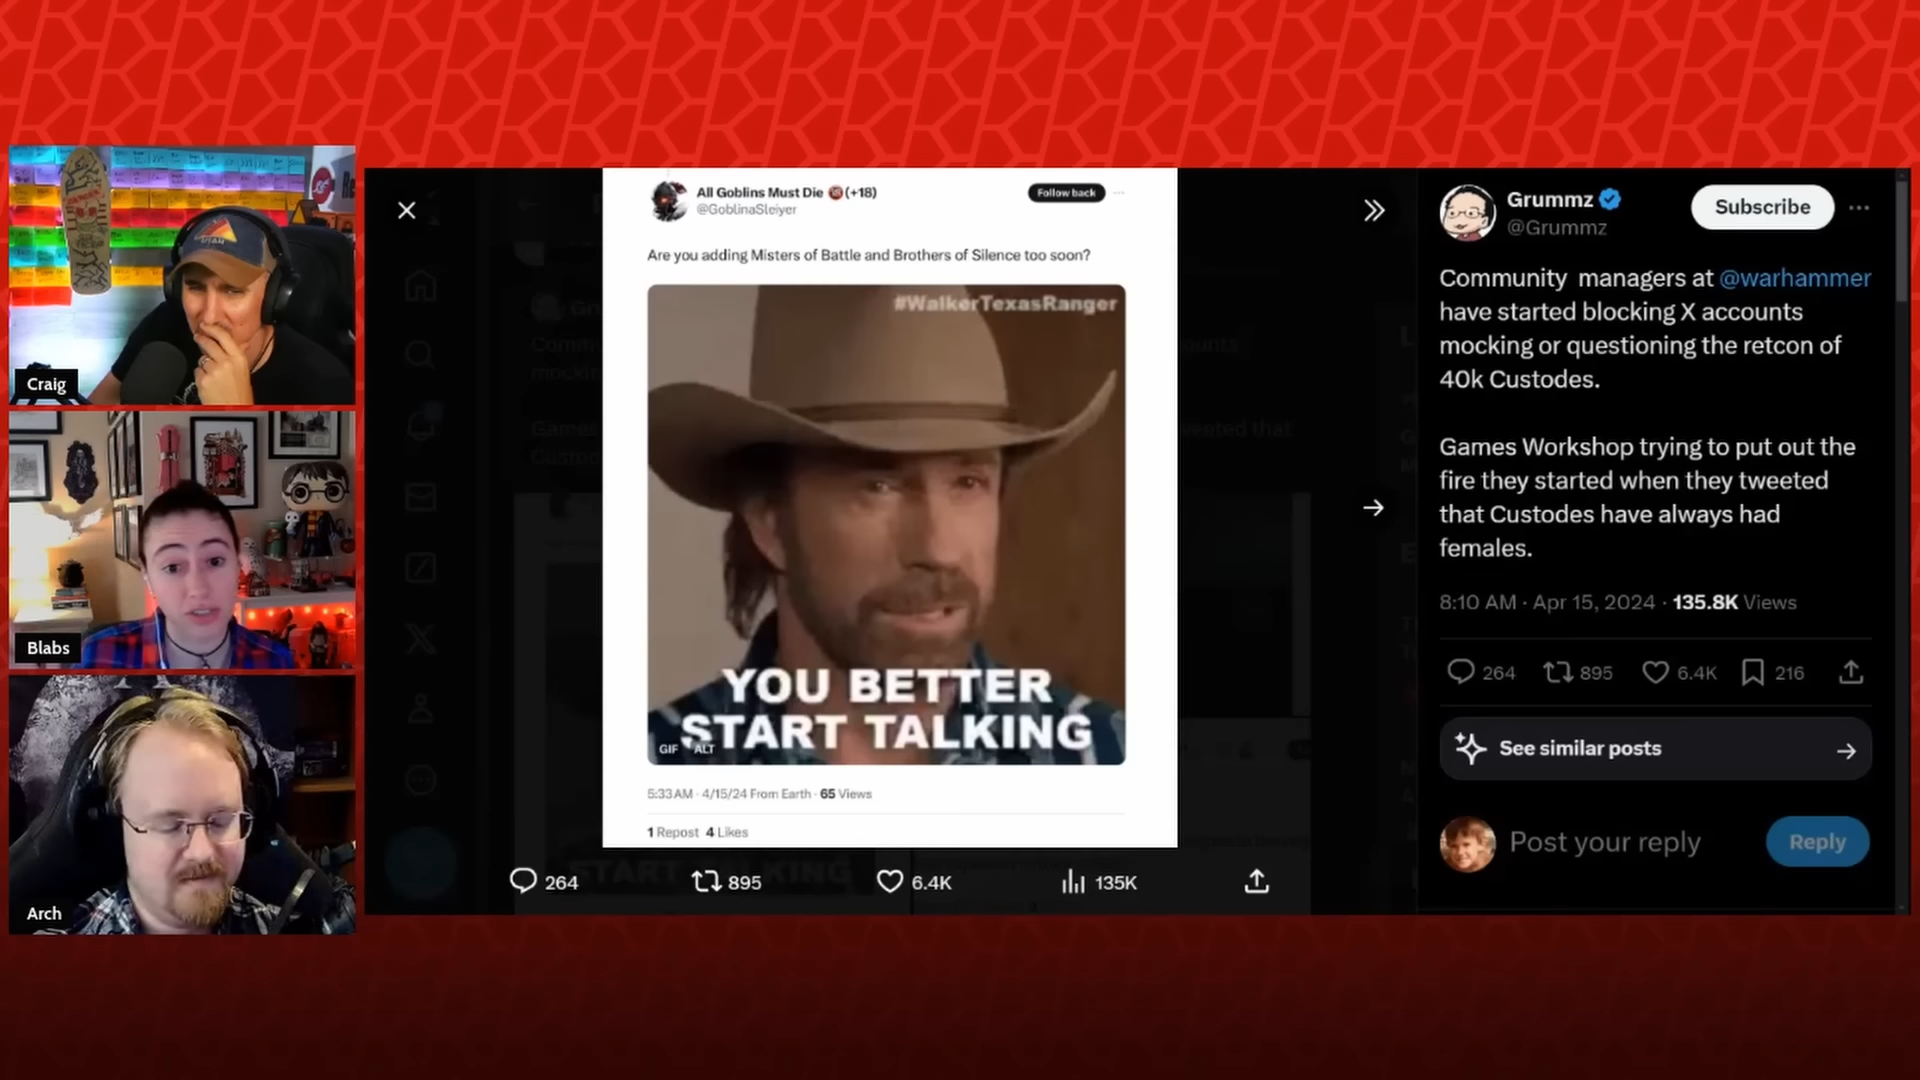 Craig
Blabs
Arch
All Goblins Must Die 🔞(+18)
@GoblinaSleiyer
Follow back
Are you adding Misters of Battle and Brothers of Silence too soon?
#WalkerTexasRanger
YOU BETTER
START TALKING
GIF ALT
5:33 AM · 4/15/24 From Earth · 65 Views
1 Repost 4 Likes
264 895 6.4K 135K
Grummz
@Grummz
Subscribe
Community managers at @warhammer
have started blocking X accounts
mocking or questioning the retcon of
40k Custodes.
Games Workshop trying to put out the
fire they started when they tweeted
that Custodes have always had
females.
8:10 AM · Apr 15, 2024 · 135.8K Views
264 895 6.4K 216
See similar posts
Post your reply
Reply